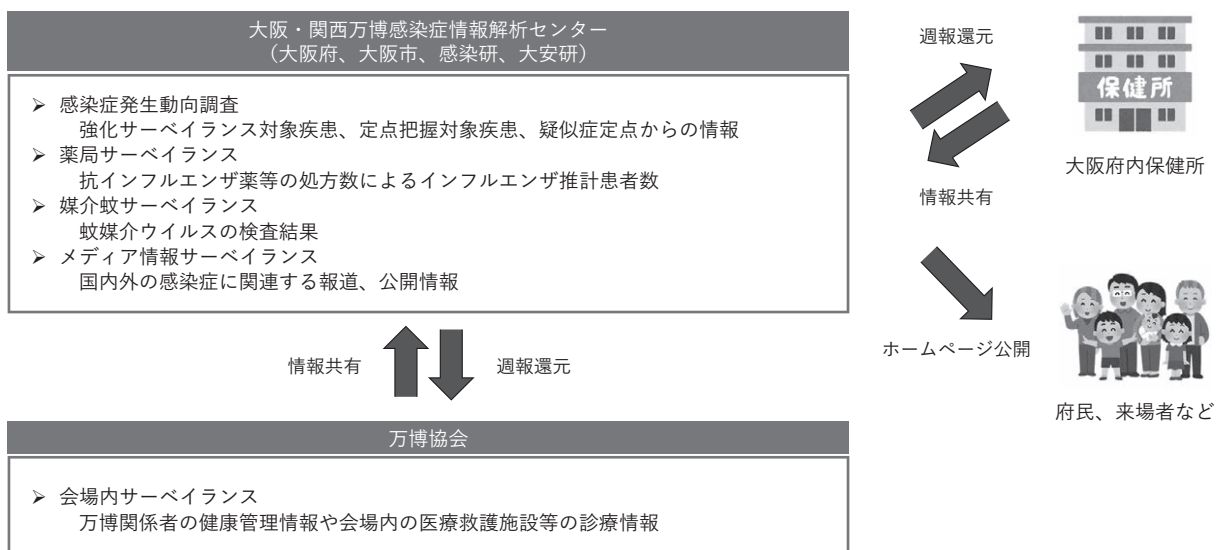 大阪・関西万博感染症情報解析センター
（大阪府、大阪市、感染研、大安研）
➢ 感染症発生動向調査
強化サーベイランス対象疾患、定点把握対象疾患、疑似症定点からの情報
➢ 薬局サーベイランス
抗インフルエンザ薬等の処方数によるインフルエンザ推計患者数
➢ 媒介蚊サーベイランス
蚊媒介ウイルスの検査結果
➢ メディア情報サーベイランス
国内外の感染症に関連する報道、公開情報
週報還元
情報共有
保健所
大阪府内保健所
ホームページ公開
府民、来場者など
情報共有
週報還元
万博協会
➢ 会場内サーベイランス
万博関係者の健康管理情報や会場内の医療救護施設等の診療情報